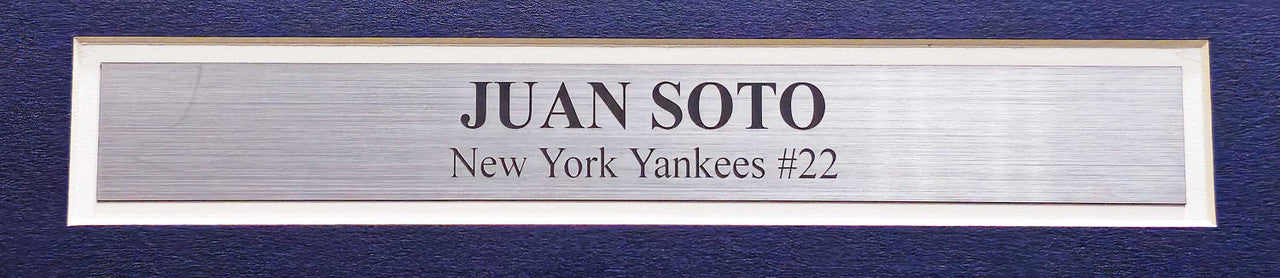 JUAN SOTO
New York Yankees #22